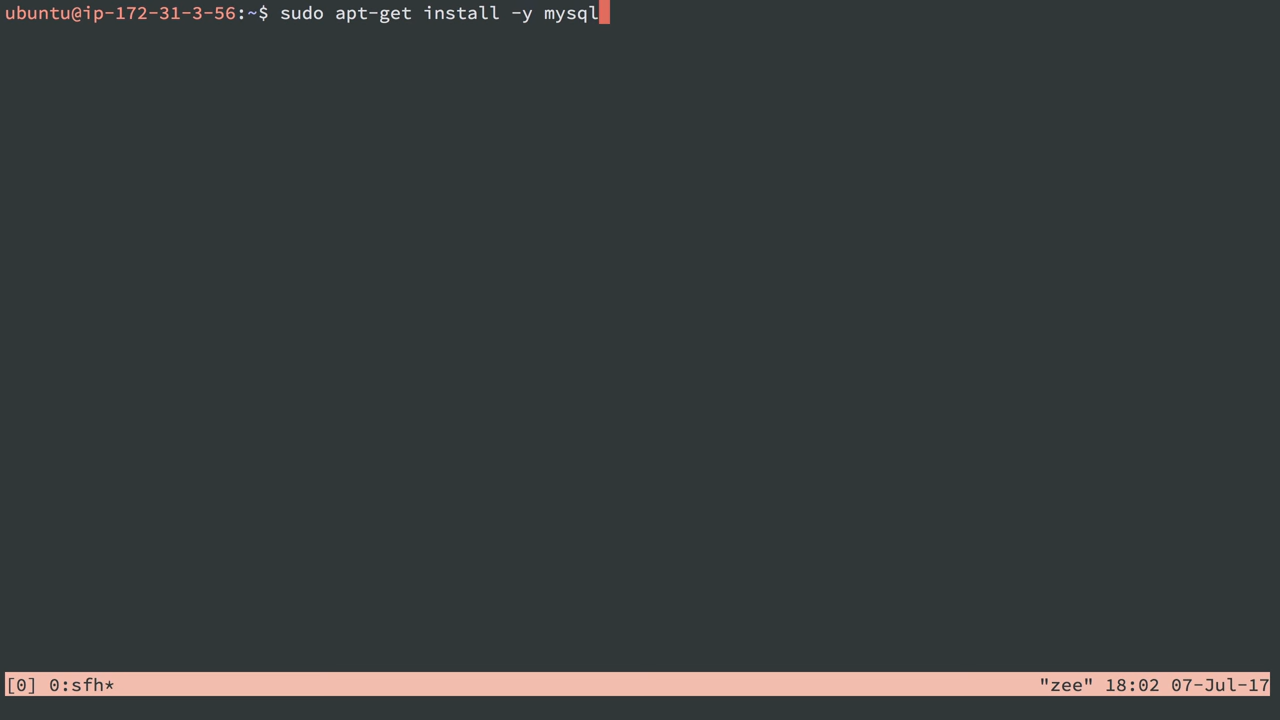 ubuntu@ip-172-31-3-56:~$ sudo apt-get install -y mysql
[0] 0:sfh* "zee" 18:02 07-Jul-17